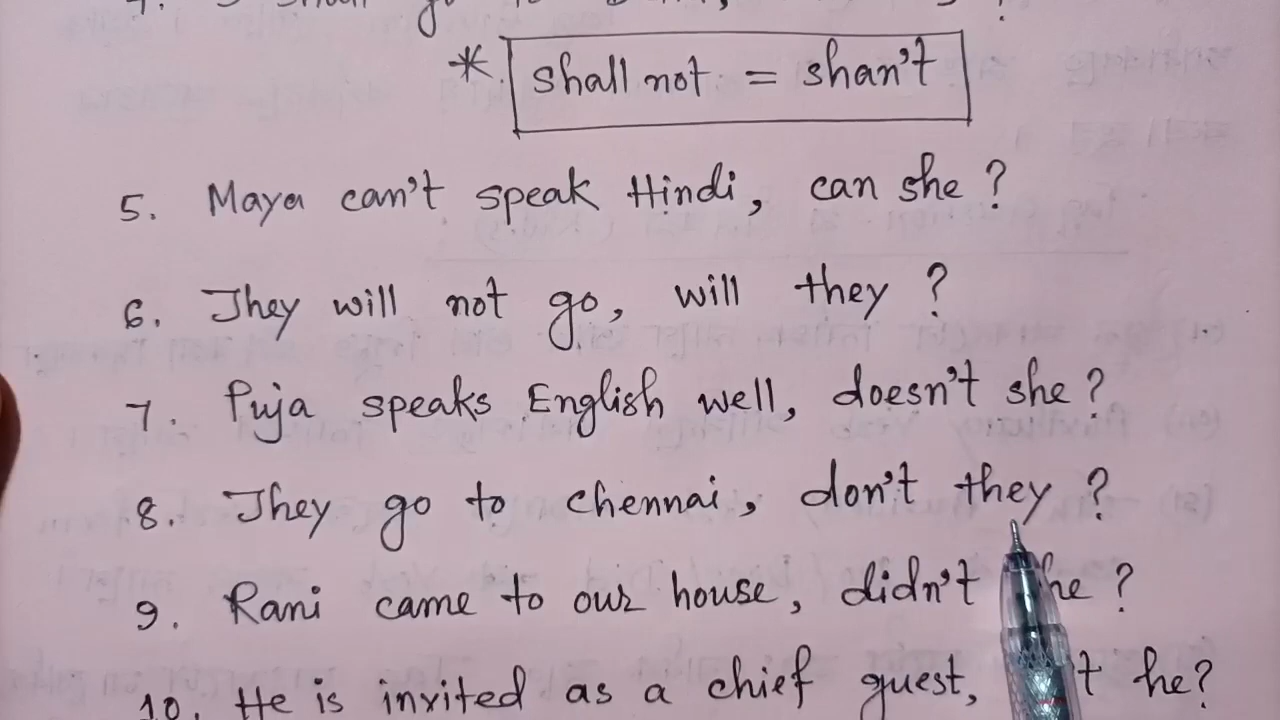 * shall not = shan't
5. Maya can't speak Hindi, can she ?
6. They will not go, will they ?
7. Puja speaks English well, doesn't she ?
8. They go to chennai, don't they ?
9. Rani came to our house, didn't he ?
10. He is invited as a chief guest, he?